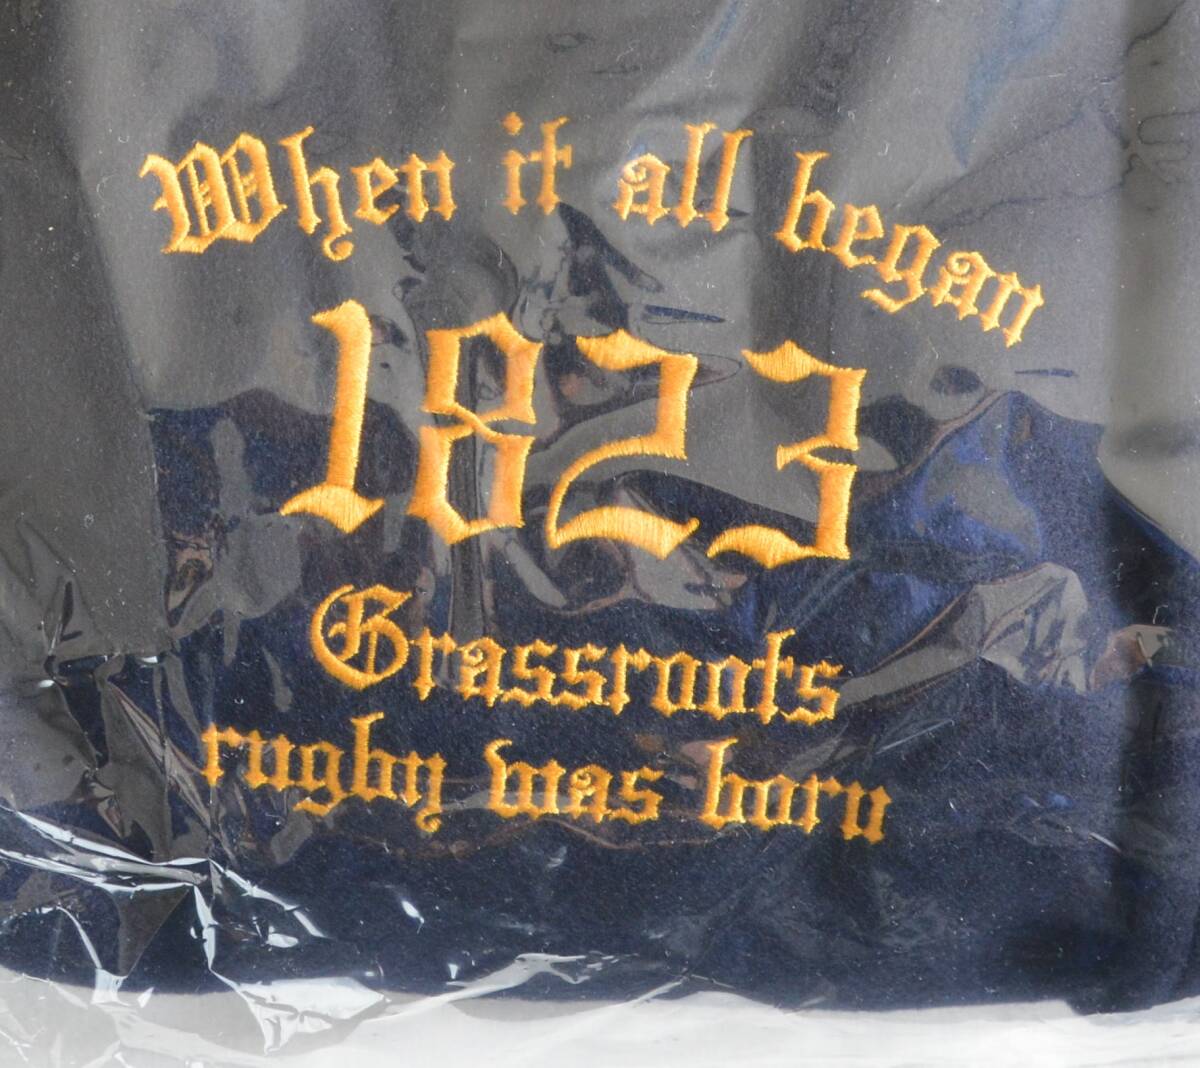 When it all began
1823
Grassroots
rugby was born